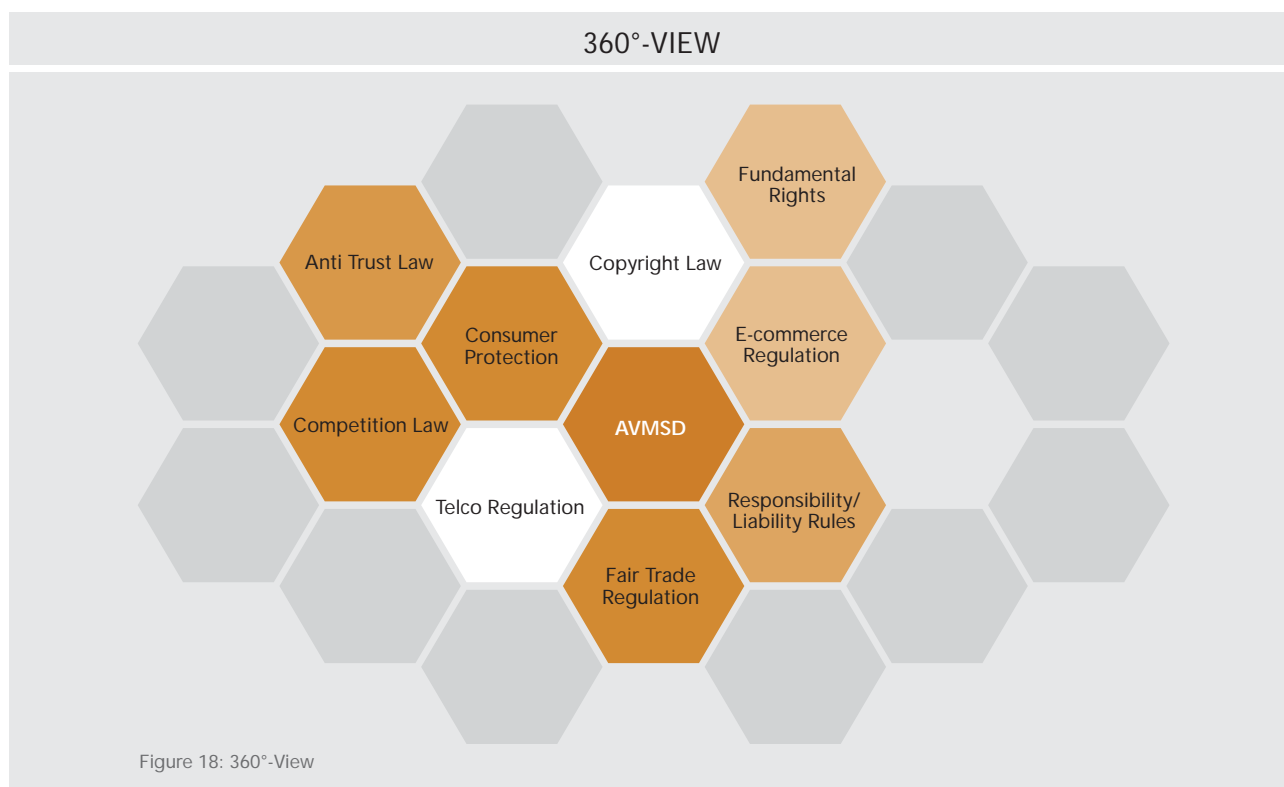 360°-VIEW
Fundamental
Rights
Anti Trust Law
Copyright Law
Consumer
Protection
E-commerce
Regulation
Competition Law
AVMSD
Telco Regulation
Responsibility/
Liability Rules
Fair Trade
Regulation
Figure 18: 360°-View